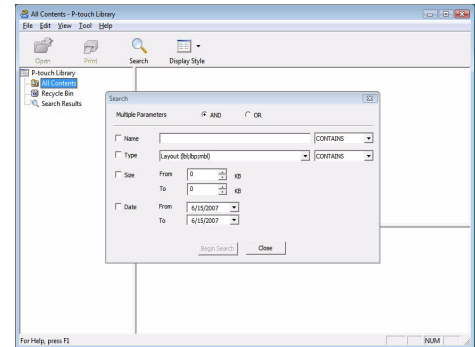 All Contents - P-touch Library
File Edit View Tool Help
Open Print Search Display Style
P-touch Library
All Contents
Recycle Bin
Search Results
Search
Multiple Parameters AND OR
Name CONTAINS
Type Layout (lbl;lbp;mbl) CONTAINS
Size From 0 KB
To 0 KB
Date From 6/15/2007
To 6/15/2007
Begin Search Close
For Help, press F1 NUM